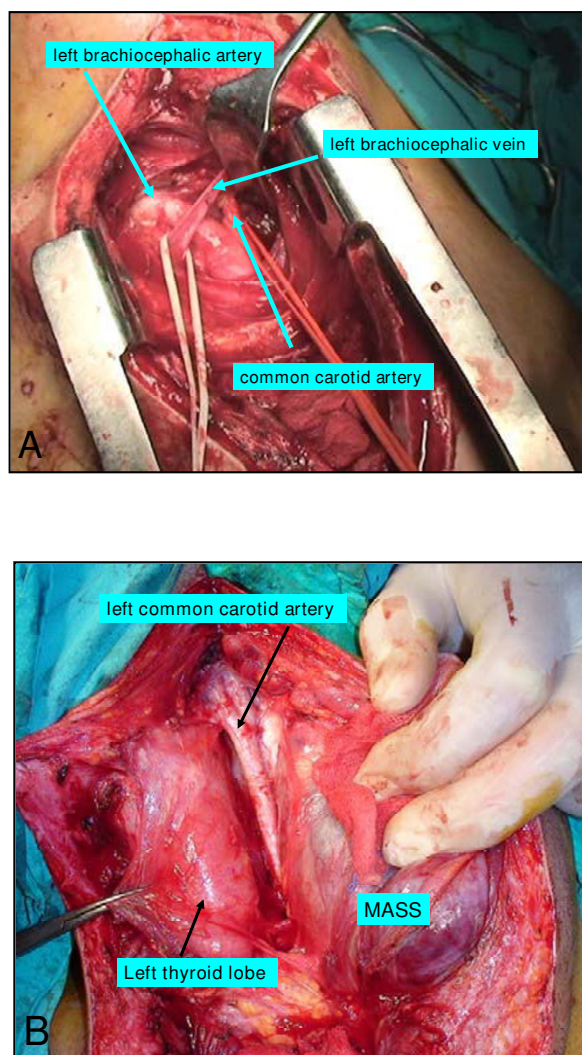 left brachiocephalic artery
left brachiocephalic vein
common carotid artery
A
left common carotid artery
MASS
Left thyroid lobe
B